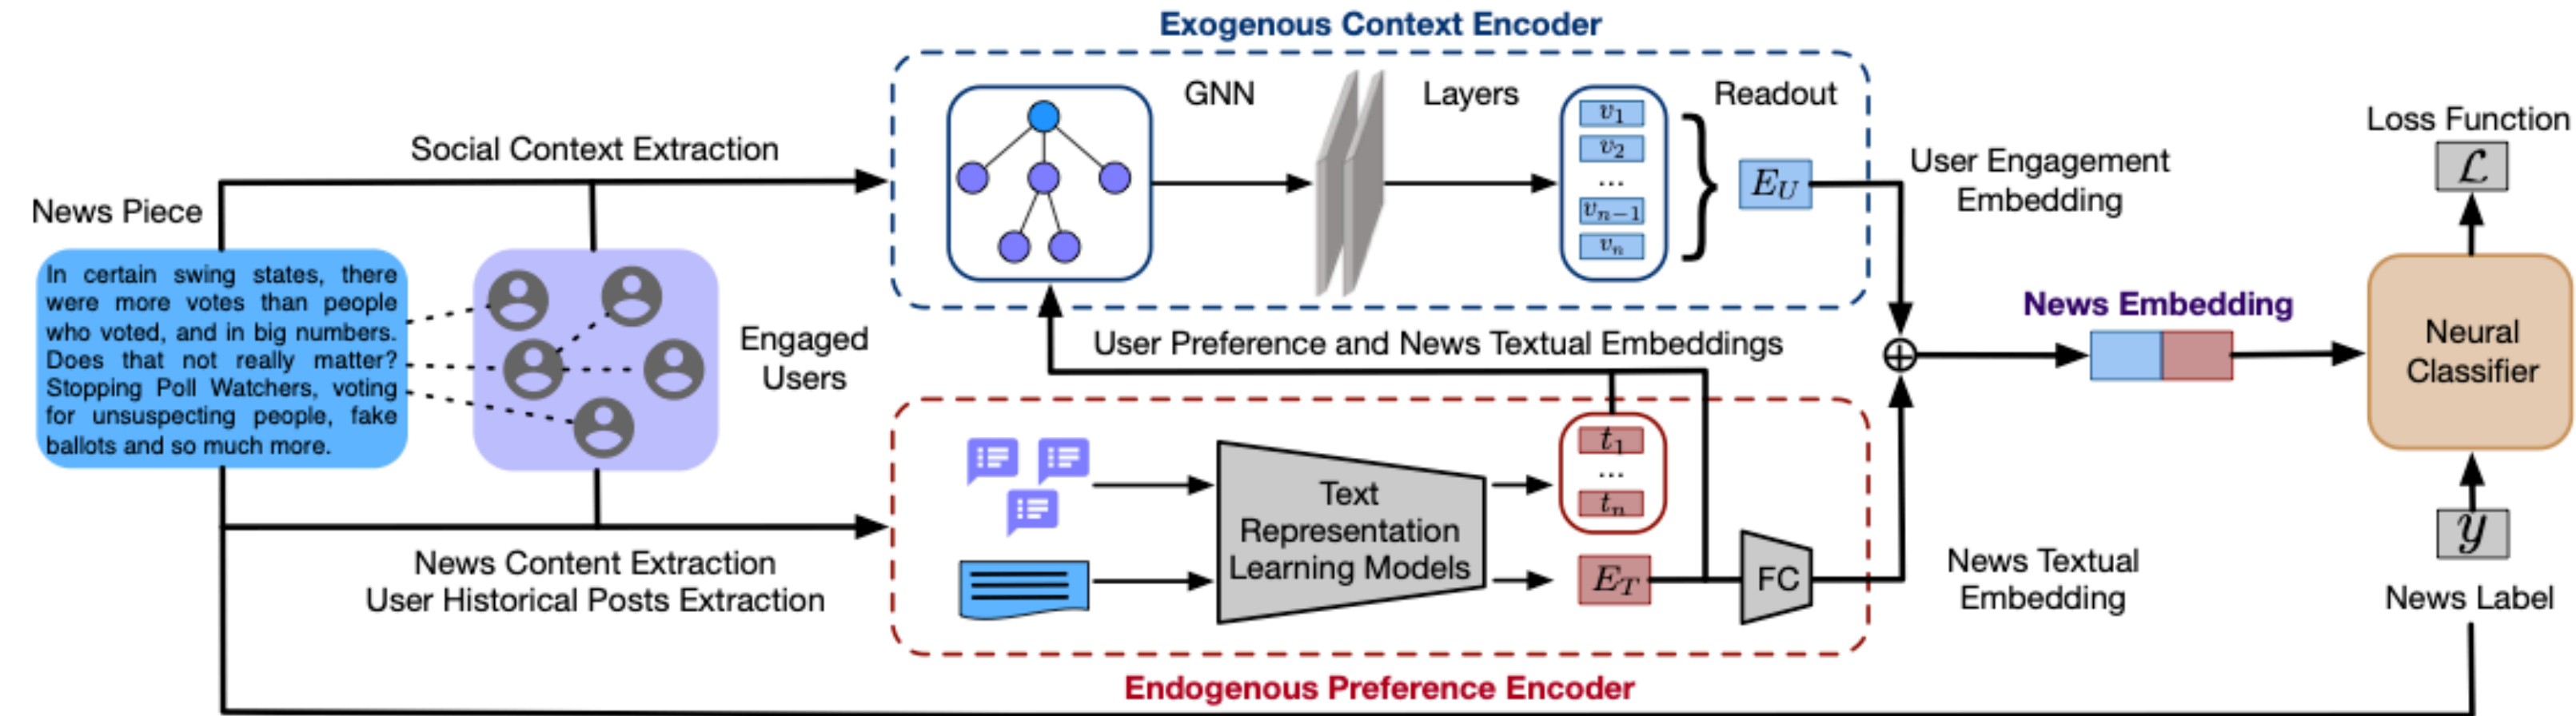 Exogenous Context Encoder
GNN
Layers
Readout
v₁
v₂
...
vₙ₋₁
vₙ
E_U
Social Context Extraction
News Piece
In certain swing states, there
were more votes than people
who voted, and in big numbers.
Does that not really matter?
Stopping Poll Watchers, voting
for unsuspecting people, fake
ballots and so much more.
Engaged
Users
User Engagement
Embedding
Loss Function
ℒ
User Preference and News Textual Embeddings
News Embedding
Neural
Classifier
News Content Extraction
User Historical Posts Extraction
Text
Representation
Learning Models
t₁
...
tₙ
E_T
FC
News Textual
Embedding
y
News Label
Endogenous Preference Encoder